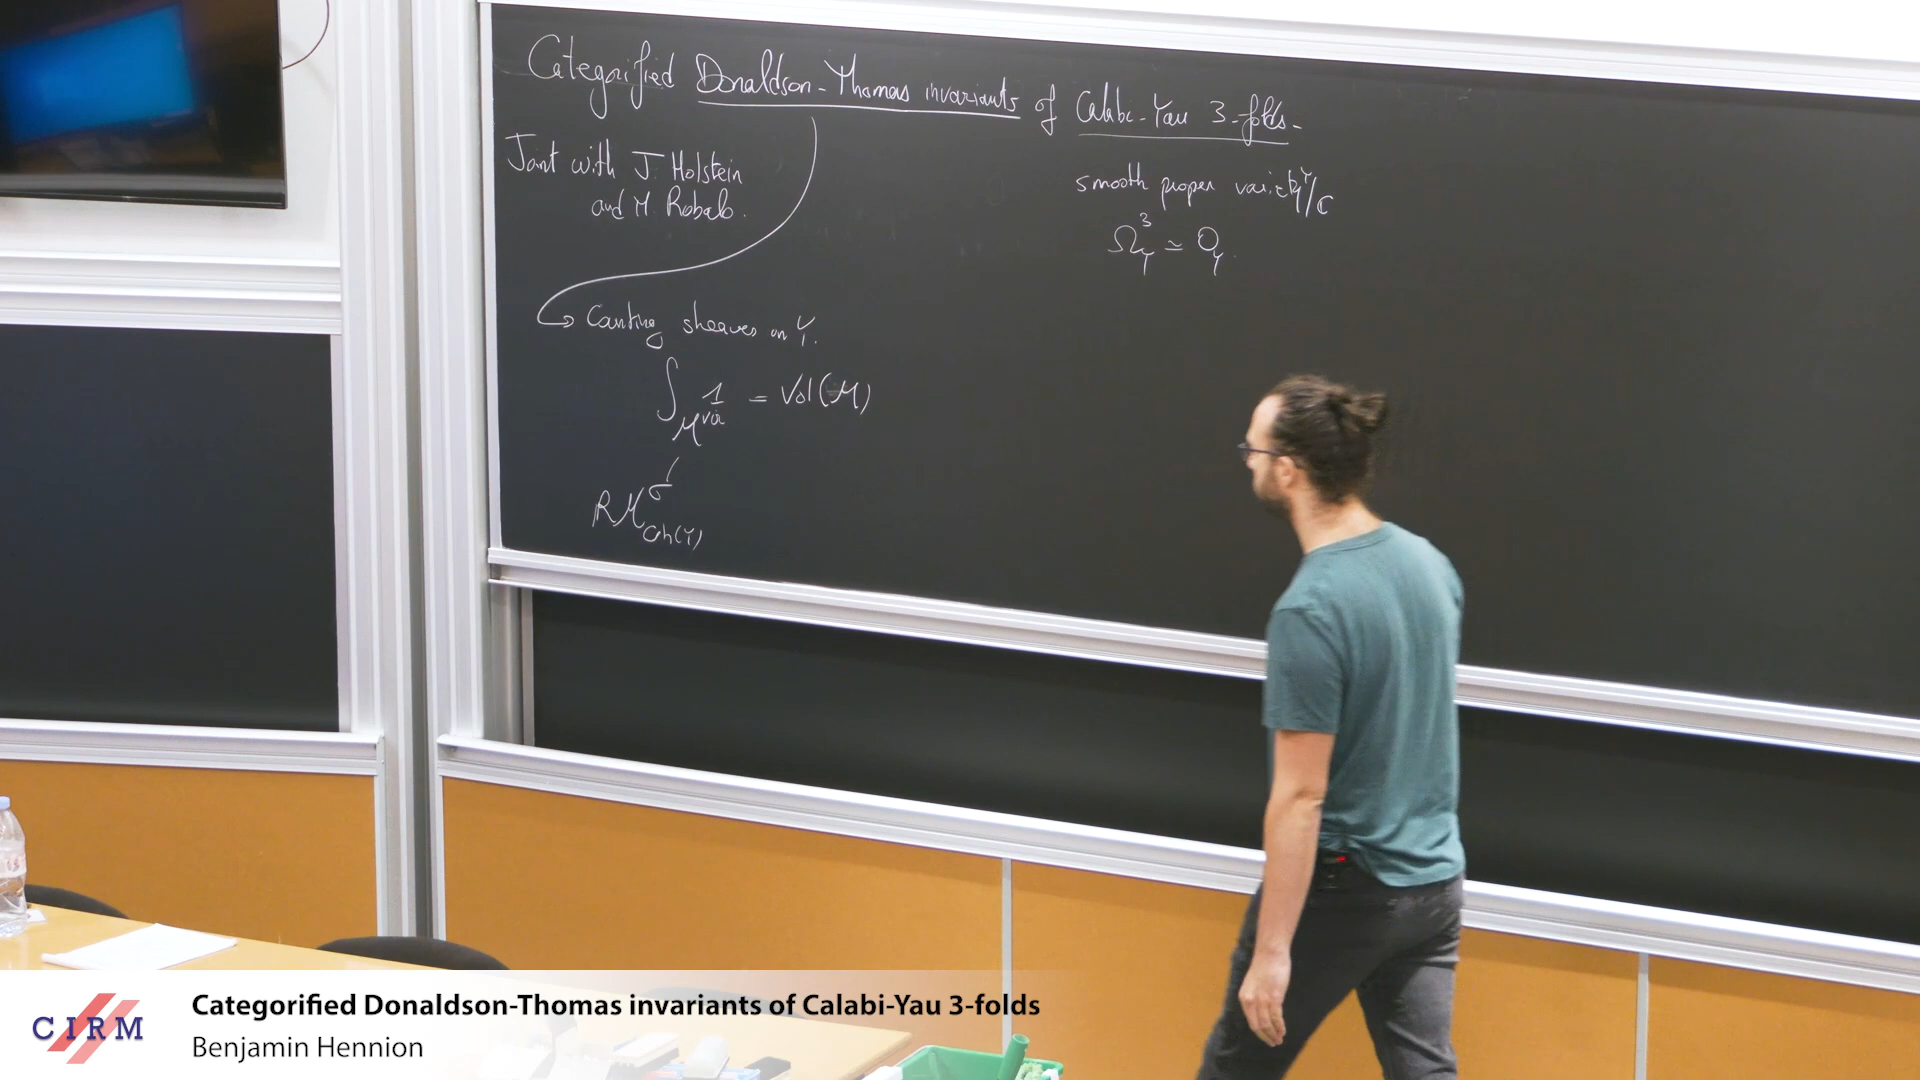 Categorified Donaldson-Thomas invariants of Calabi-Yau 3-folds-
Joint with J. Holstein
and M. Robalo.
smooth proper variety Y/C
Ω³_Y ≃ O_Y.
Counting sheaves on Y.
∫_{M^vir} 1 = Vol(M)
RM^σ_{Coh(Y)}
CIRM
Categorified Donaldson-Thomas invariants of Calabi-Yau 3-folds
Benjamin Hennion